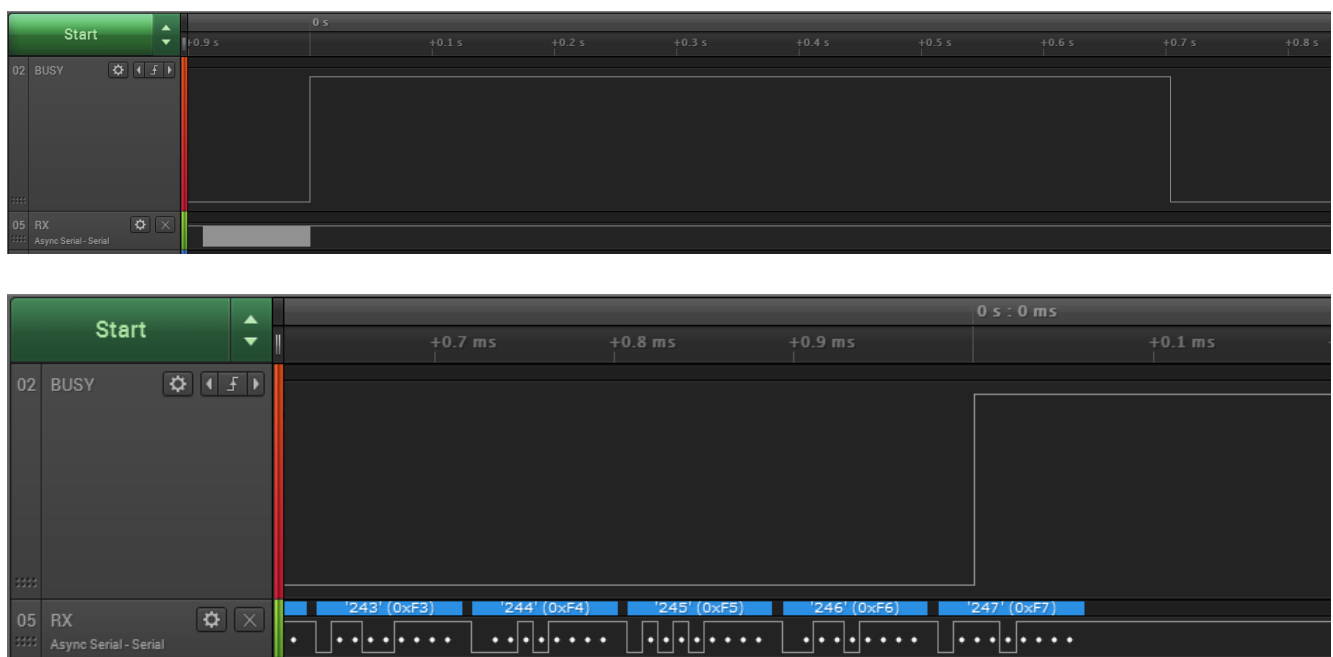 Start
0 s
+0.9 s +0.1 s +0.2 s +0.3 s +0.4 s +0.5 s +0.6 s +0.7 s +0.8 s
02 BUSY
05 RX
Async Serial - Serial
Start
0 s : 0 ms
+0.7 ms +0.8 ms +0.9 ms +0.1 ms
02 BUSY
'243' (0xF3) '244' (0xF4) '245' (0xF5) '246' (0xF6) '247' (0xF7)
05 RX
Async Serial - Serial